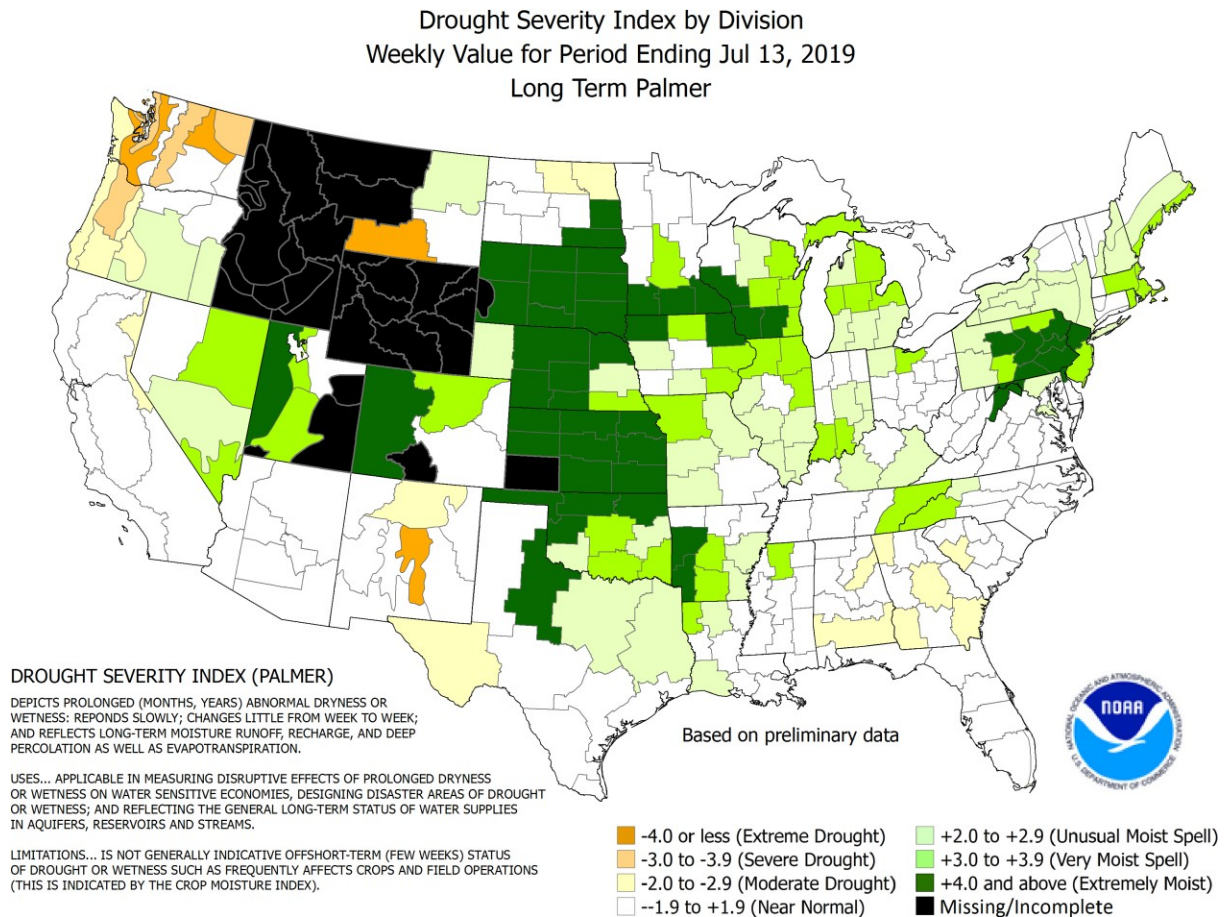 Drought Severity Index by Division
Weekly Value for Period Ending Jul 13, 2019
Long Term Palmer
DROUGHT SEVERITY INDEX (PALMER)
DEPICTS PROLONGED (MONTHS, YEARS) ABNORMAL DRYNESS OR
WETNESS: REPONDS SLOWLY; CHANGES LITTLE FROM WEEK TO WEEK;
AND REFLECTS LONG-TERM MOISTURE RUNOFF, RECHARGE, AND DEEP
PERCOLATION AS WELL AS EVAPOTRANSPIRATION.
USES... APPLICABLE IN MEASURING DISRUPTIVE EFFECTS OF PROLONGED DRYNESS
OR WETNESS ON WATER SENSITIVE ECONOMIES, DESIGNING DISASTER AREAS OF DROUGHT
OR WETNESS; AND REFLECTING THE GENERAL LONG-TERM STATUS OF WATER SUPPLIES
IN AQUIFERS, RESERVOIRS AND STREAMS.
LIMITATIONS... IS NOT GENERALLY INDICATIVE OFFSHORT-TERM (FEW WEEKS) STATUS
OF DROUGHT OR WETNESS SUCH AS FREQUENTLY AFFECTS CROPS AND FIELD OPERATIONS
(THIS IS INDICATED BY THE CROP MOISTURE INDEX).
Based on preliminary data
NATIONAL OCEANIC AND ATMOSPHERIC ADMINISTRATION
NOAA
U.S. DEPARTMENT OF COMMERCE
-4.0 or less (Extreme Drought)
-3.0 to -3.9 (Severe Drought)
-2.0 to -2.9 (Moderate Drought)
--1.9 to +1.9 (Near Normal)
+2.0 to +2.9 (Unusual Moist Spell)
+3.0 to +3.9 (Very Moist Spell)
+4.0 and above (Extremely Moist)
Missing/Incomplete